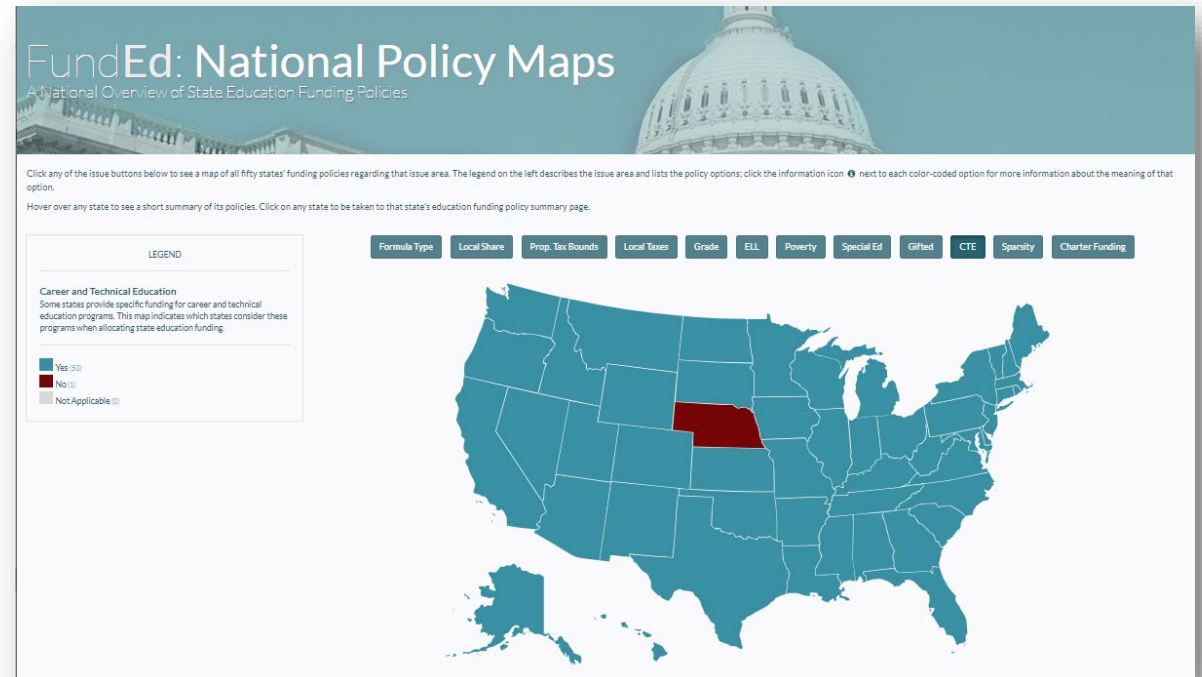 FundEd: National Policy Maps
A National Overview of State Education Funding Policies
Click any of the issue buttons below to see a map of all fifty states' funding policies regarding that issue area. The legend on the left describes the issue area and lists the policy options; click the information icon next to each color-coded option for more information about the meaning of that
option.
Hover over any state to see a short summary of its policies. Click on any state to be taken to that state's education funding policy summary page.
LEGEND
Career and Technical Education
Some states provide specific funding for career and technical
education programs. This map indicates which states consider these
programs when allocating state education funding.
Yes (50)
No (1)
Not Applicable (0)
Formula Type Local Share Prop. Tax Bounds Local Taxes Grade ELL Poverty Special Ed Gifted CTE Sparsity Charter Funding